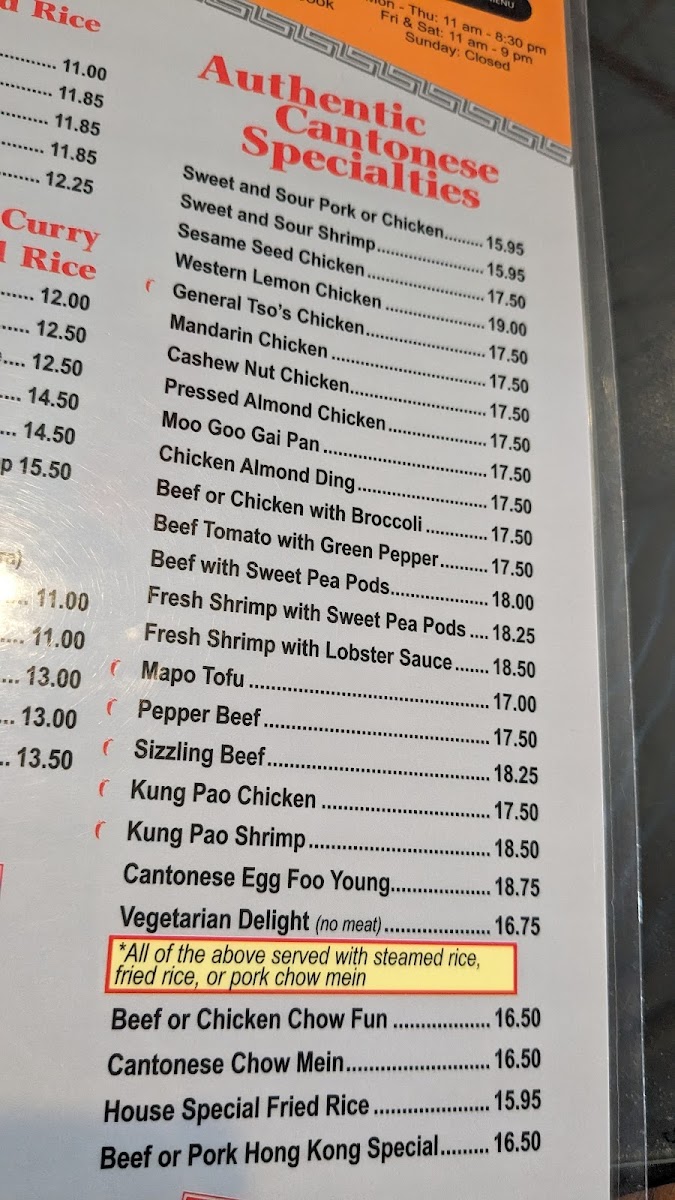 MENU
Mon - Thu: 11 am - 8:30 pm
Fri & Sat: 11 am - 9 pm
Sunday: Closed
Rice
11.00
11.85
11.85
11.85
12.25
Curry
Rice
12.00
12.50
12.50
14.50
14.50
15.50
11.00
11.00
13.00
13.00
13.50
Authentic
Cantonese
Specialties
Sweet and Sour Pork or Chicken......... 15.95
Sweet and Sour Shrimp........................ 15.95
Sesame Seed Chicken.......................... 17.50
Western Lemon Chicken ...................... 19.00
General Tso's Chicken.......................... 17.50
Mandarin Chicken ................................. 17.50
Cashew Nut Chicken............................. 17.50
Pressed Almond Chicken ..................... 17.50
Moo Goo Gai Pan .................................. 17.50
Chicken Almond Ding............................ 17.50
Beef or Chicken with Broccoli ............. 17.50
Beef Tomato with Green Pepper.......... 17.50
Beef with Sweet Pea Pods.................... 18.00
Fresh Shrimp with Sweet Pea Pods .... 18.25
Fresh Shrimp with Lobster Sauce....... 18.50
Mapo Tofu ............................................... 17.00
Pepper Beef............................................. 17.50
Sizzling Beef............................................ 18.25
Kung Pao Chicken ................................. 17.50
Kung Pao Shrimp................................... 18.50
Cantonese Egg Foo Young.................... 18.75
Vegetarian Delight (no meat)..................... 16.75
*All of the above served with steamed rice,
fried rice, or pork chow mein
Beef or Chicken Chow Fun .................. 16.50
Cantonese Chow Mein........................... 16.50
House Special Fried Rice ..................... 15.95
Beef or Pork Hong Kong Special......... 16.50